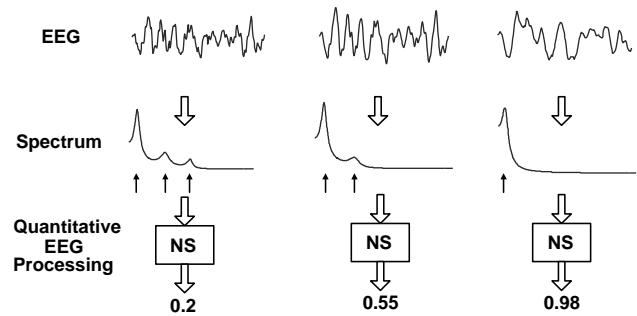 EEG
Spectrum
Quantitative
EEG
Processing
NS
NS
NS
0.2
0.55
0.98